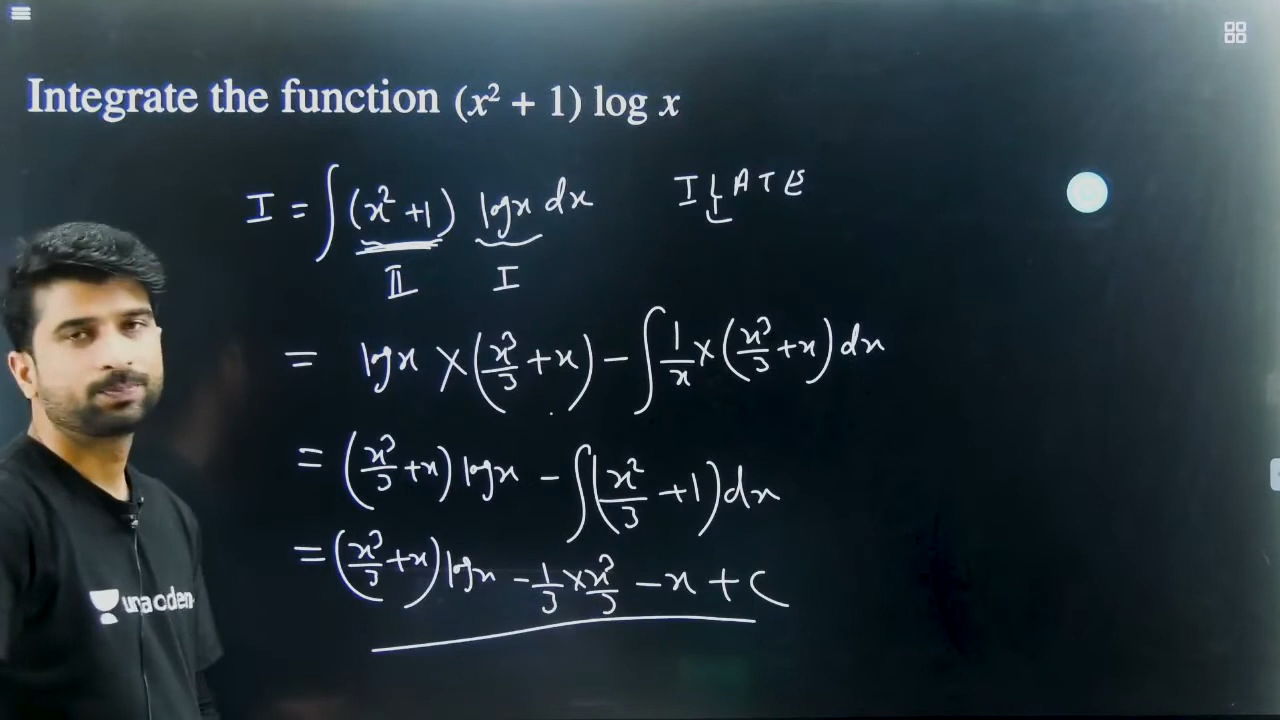 Integrate the function (x² + 1) log x
I = ∫(x² + 1) log x dx I L A T E
II I
= log x × (x³/3 + x) − ∫ 1/x × (x³/3 + x) dx
= (x³/3 + x) log x − ∫(x²/3 + 1) dx
= (x³/3 + x) log x − 1/3 × x³/3 − x + C
unacademy